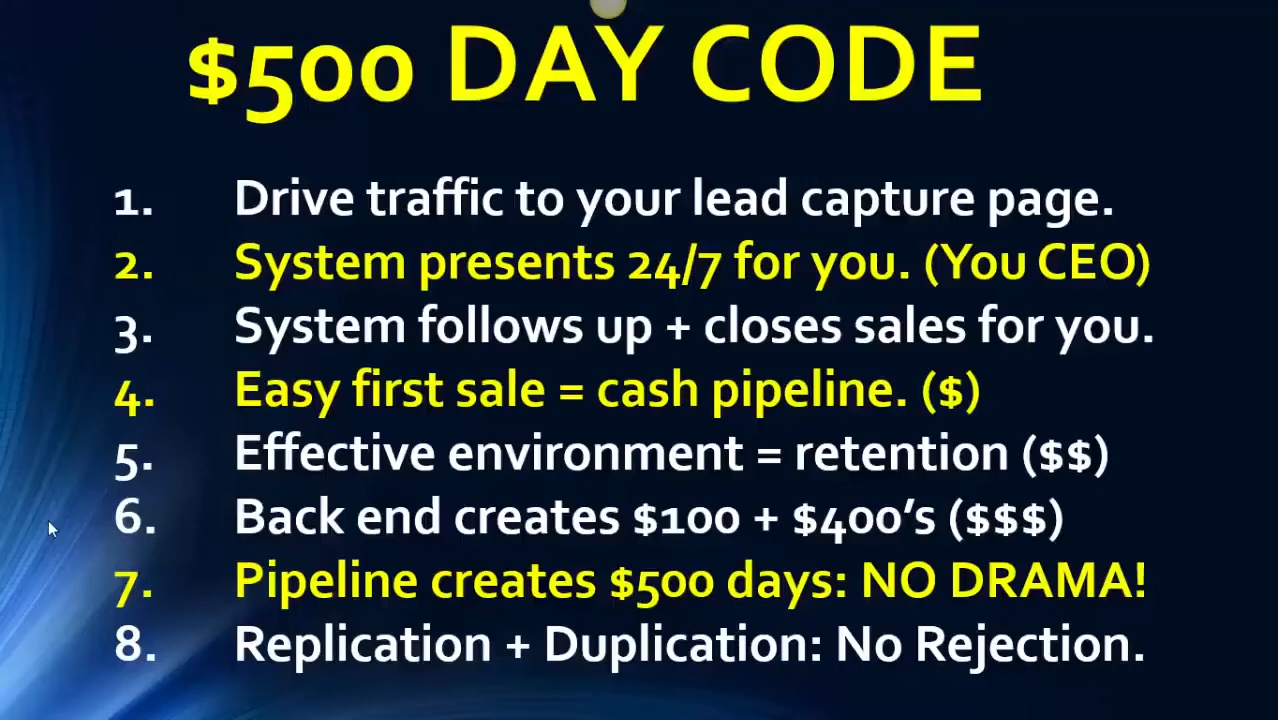 $500 DAY CODE
1. Drive traffic to your lead capture page.
2. System presents 24/7 for you. (You CEO)
3. System follows up + closes sales for you.
4. Easy first sale = cash pipeline. ($)
5. Effective environment = retention ($$)
6. Back end creates $100 + $400’s ($$$)
7. Pipeline creates $500 days: NO DRAMA!
8. Replication + Duplication: No Rejection.